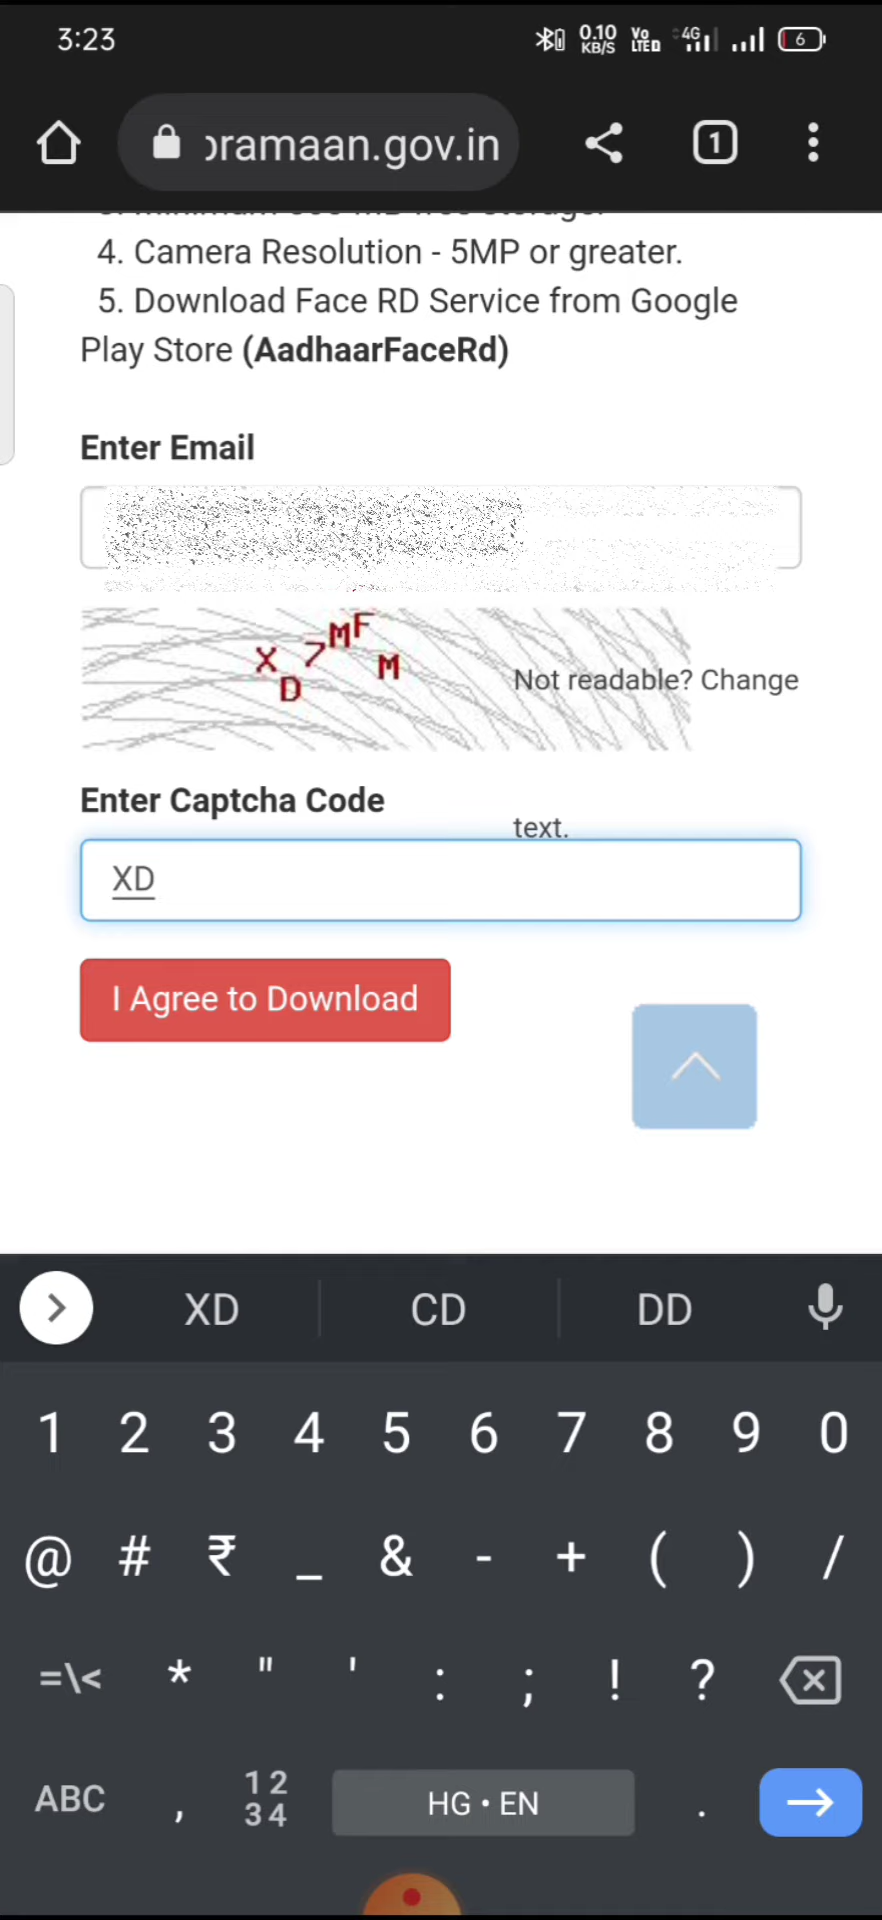 3:23
0.10 KB/S
Vo LTE
4G
6
pramaan.gov.in
1
4. Camera Resolution - 5MP or greater.
5. Download Face RD Service from Google
Play Store (AadhaarFaceRd)
Enter Email
X D 7 M F M
Not readable? Change
text.
Enter Captcha Code
XD
I Agree to Download
XD CD DD
1 2 3 4 5 6 7 8 9 0
@ # ₹ _ & - + ( ) /
=\< * " ' : ; ! ?
ABC , 12 34 HG • EN .